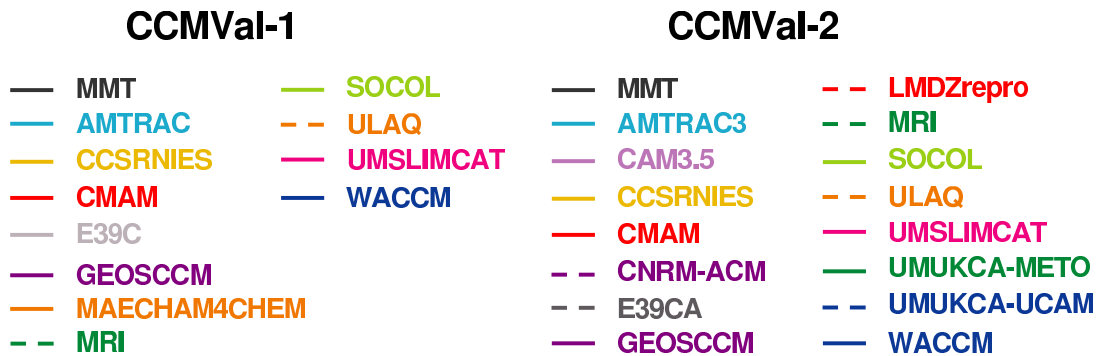 CCMVal-1
MMT
AMTRAC
CCSRNIES
CMAM
E39C
GEOSCCM
MAECHAM4CHEM
MRI
SOCOL
ULAQ
UMSLIMCAT
WACCM
CCMVal-2
MMT
AMTRAC3
CAM3.5
CCSRNIES
CMAM
CNRM-ACM
E39CA
GEOSCCM
LMDZrepro
MRI
SOCOL
ULAQ
UMSLIMCAT
UMUKCA-METO
UMUKCA-UCAM
WACCM